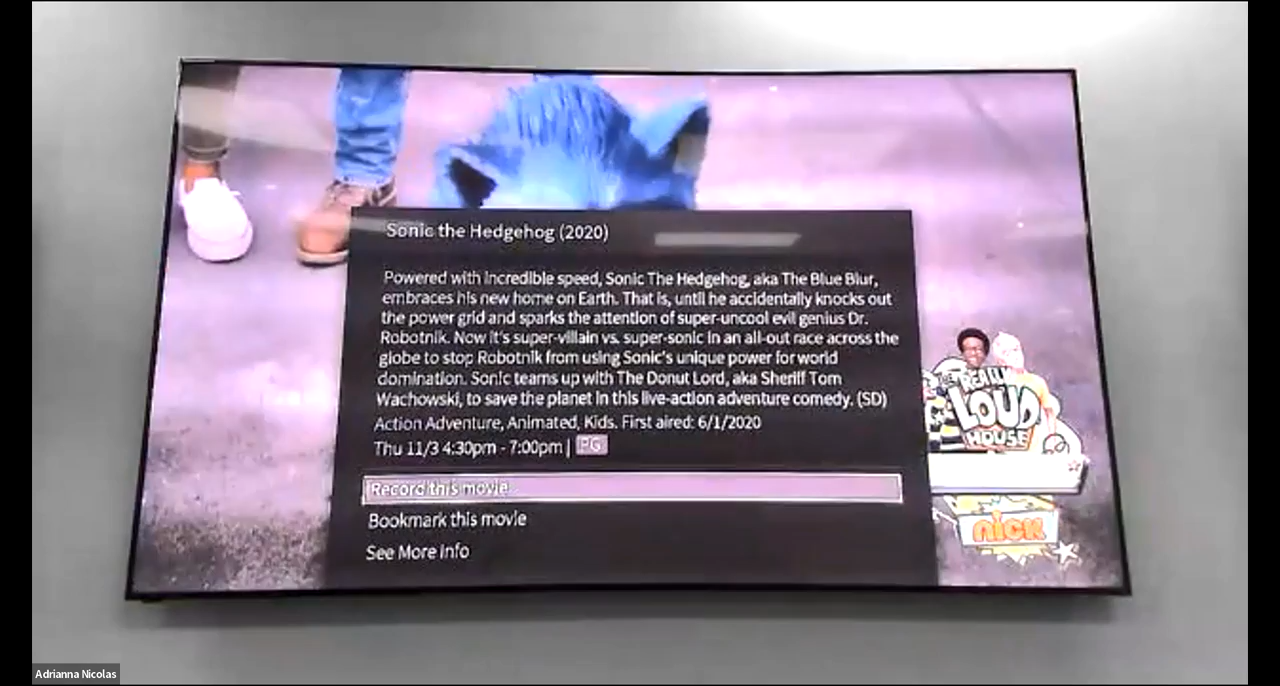 Sonic the Hedgehog (2020)
Powered with incredible speed, Sonic The Hedgehog, aka The Blue Blur,
embraces his new home on Earth. That is, until he accidentally knocks out
the power grid and sparks the attention of super-uncool evil genius Dr.
Robotnik. Now it's super-villain vs. super-sonic in an all-out race across the
globe to stop Robotnik from using Sonic's unique power for world
domination. Sonic teams up with The Donut Lord, aka Sheriff Tom
Wachowski, to save the planet in this live-action adventure comedy. (SD)
Action Adventure, Animated, Kids. First aired: 6/1/2020
Thu 11/3 4:30pm - 7:00pm | PG
Record this movie
Bookmark this movie
See More Info
THE REALLY
LOUD
HOUSE
nick
Adrianna Nicolas